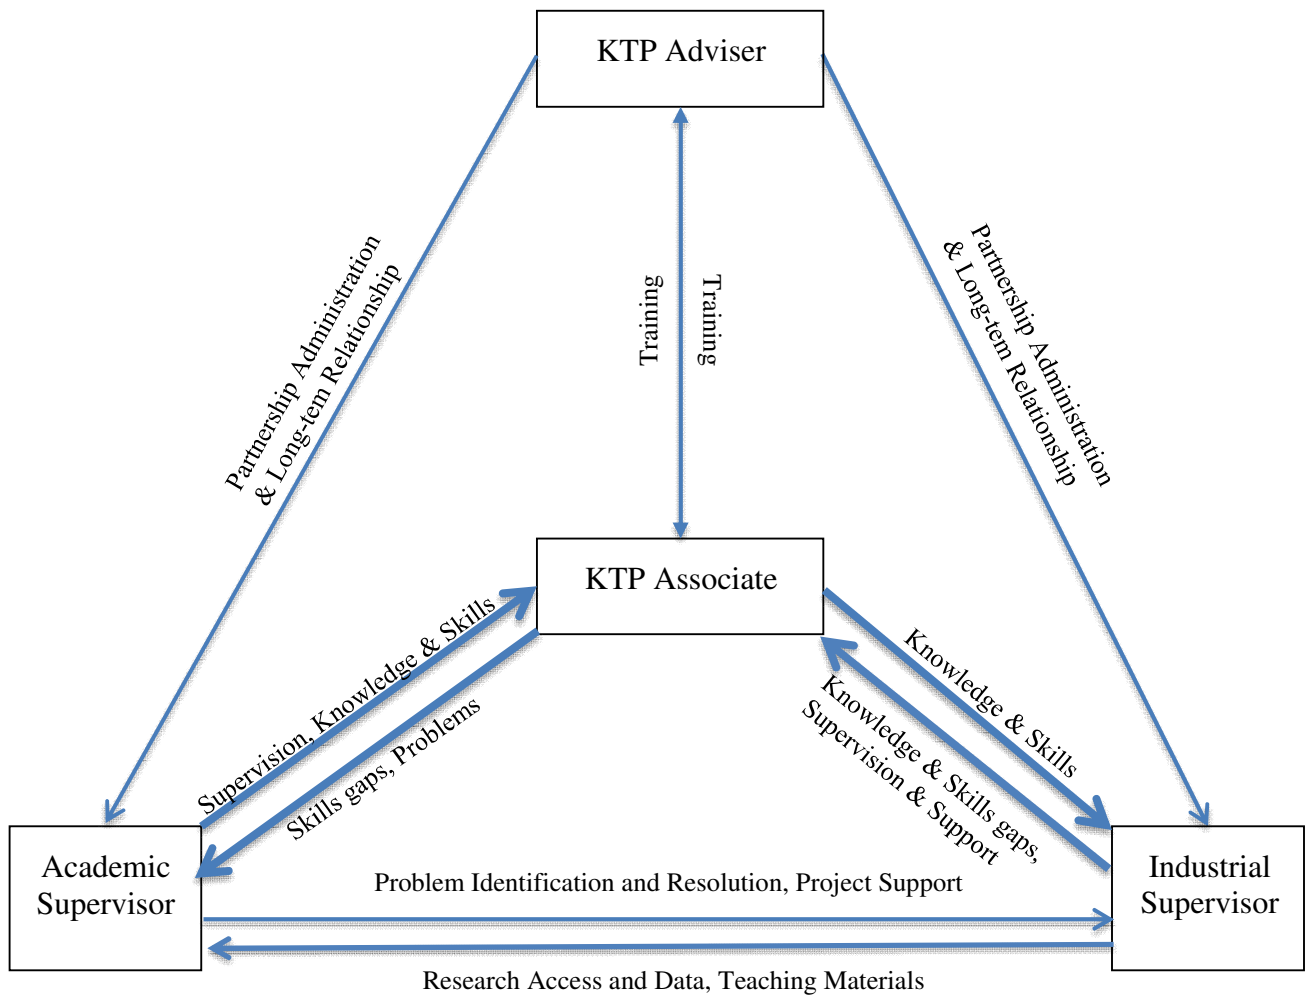 KTP Adviser
Partnership Administration
& Long-tem Relationship
Training
Training
Partnership Administration
& Long-tem Relationship
KTP Associate
Supervision, Knowledge & Skills
Skills gaps, Problems
Knowledge & Skills
Knowledge & Skills gaps,
Supervision & Support
Academic
Supervisor
Problem Identification and Resolution, Project Support
Industrial
Supervisor
Research Access and Data, Teaching Materials